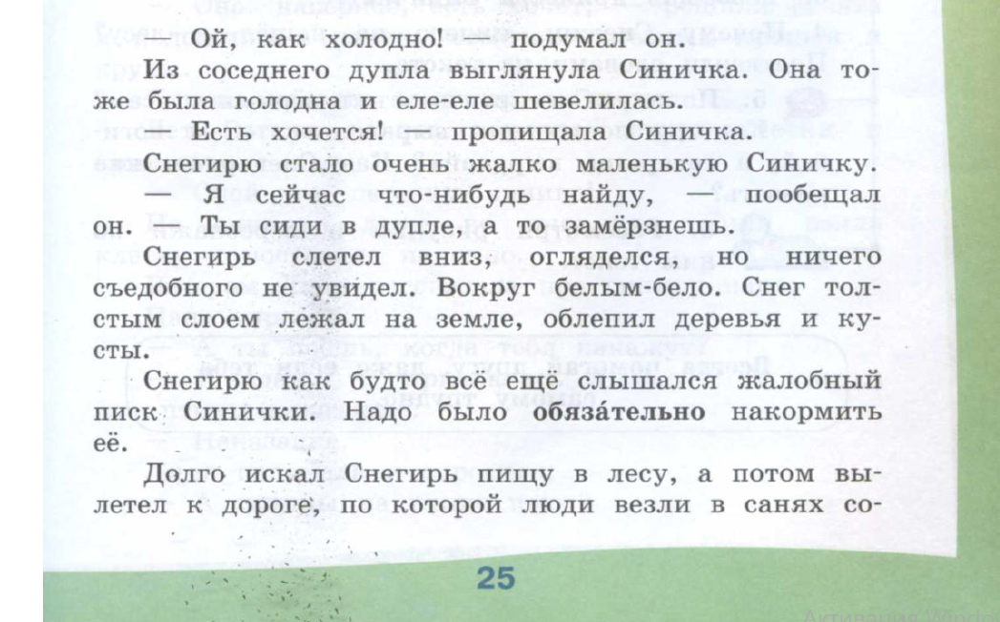 — Ой, как холодно! — подумал он.
Из соседнего дупла выглянула Синичка. Она то-
же была голодна и еле-еле шевелилась.
— Есть хочется! — пропищала Синичка.
Снегирю стало очень жалко маленькую Синичку.
— Я сейчас что-нибудь найду, — пообещал
он. — Ты сиди в дупле, а то замёрзнешь.
Снегирь слетел вниз, огляделся, но ничего
съедобного не увидел. Вокруг белым-бело. Снег тол-
стым слоем лежал на земле, облепил деревья и ку-
сты.
Снегирю как будто всё ещё слышался жалобный
писк Синички. Надо было обяза́тельно накормить
её.
Долго искал Снегирь пищу в лесу, а потом вы-
летел к дороге, по которой люди везли в санях со-
25